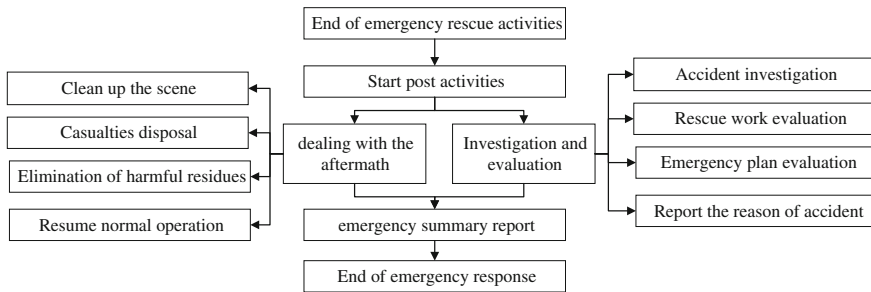 End of emergency rescue activities
Start post activities
Clean up the scene
Casualties disposal
Elimination of harmful residues
Resume normal operation
dealing with the
aftermath
Investigation and
evaluation
Accident investigation
Rescue work evaluation
Emergency plan evaluation
Report the reason of accident
emergency summary report
End of emergency response